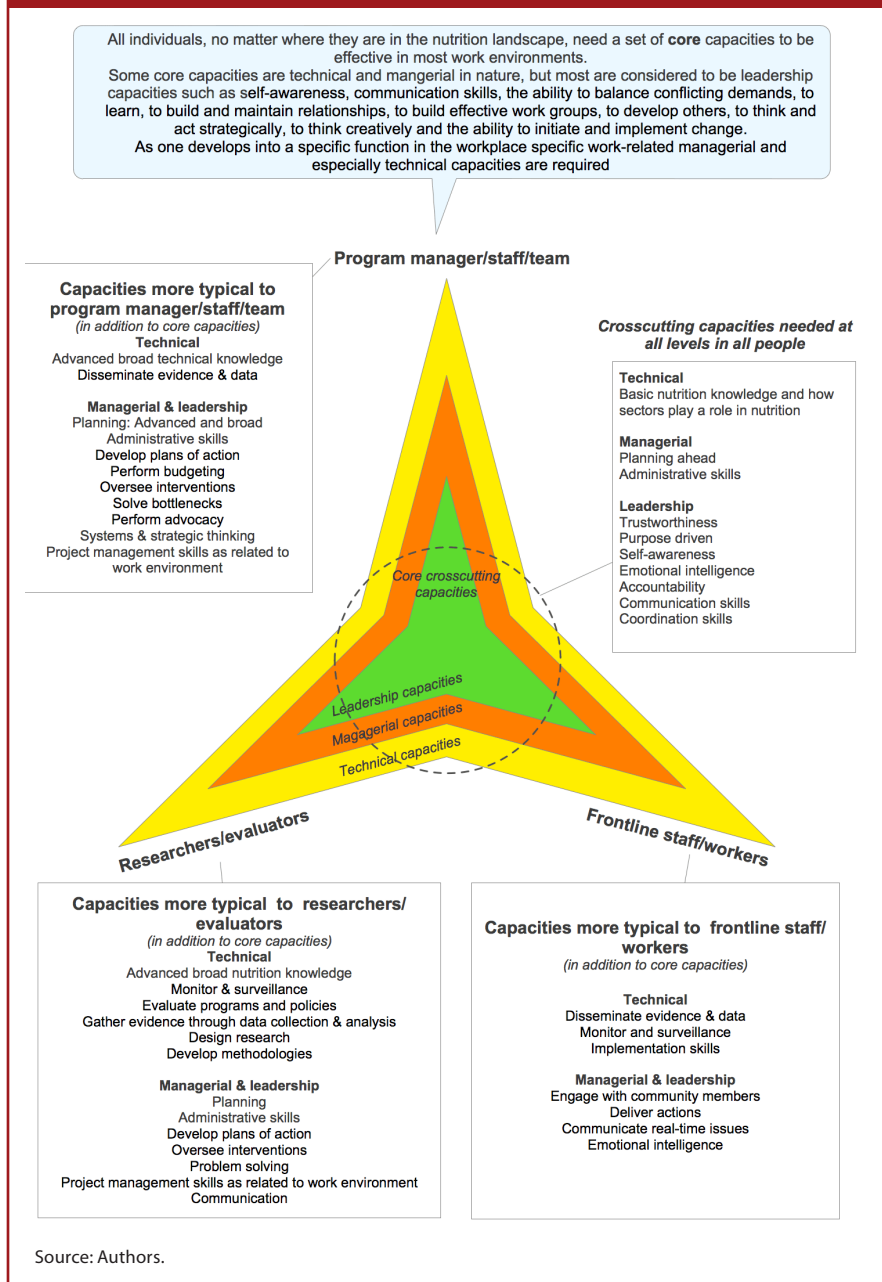 All individuals, no matter where they are in the nutrition landscape, need a set of core capacities to be
effective in most work environments.
Some core capacities are technical and mangerial in nature, but most are considered to be leadership
capacities such as self-awareness, communication skills, the ability to balance conflicting demands, to
learn, to build and maintain relationships, to build effective work groups, to develop others, to think and
act strategically, to think creatively and the ability to initiate and implement change.
As one develops into a specific function in the workplace specific work-related managerial and
especially technical capacities are required
Program manager/staff/team
Capacities more typical to
program manager/staff/team
(in addition to core capacities)
Technical
Advanced broad technical knowledge
Disseminate evidence & data
Managerial & leadership
Planning: Advanced and broad
Administrative skills
Develop plans of action
Perform budgeting
Oversee interventions
Solve bottlenecks
Perform advocacy
Systems & strategic thinking
Project management skills as related to
work environment
Crosscutting capacities needed at
all levels in all people
Technical
Basic nutrition knowledge and how
sectors play a role in nutrition
Managerial
Planning ahead
Administrative skills
Leadership
Trustworthiness
Purpose driven
Self-awareness
Emotional intelligence
Accountability
Communication skills
Coordination skills
Core crosscutting
capacities
Leadership capacities
Magagerial capacities
Technical capacities
Researchers/evaluators
Frontline staff/workers
Capacities more typical to researchers/
evaluators
(in addition to core capacities)
Technical
Advanced broad nutrition knowledge
Monitor & surveillance
Evaluate programs and policies
Gather evidence through data collection & analysis
Design research
Develop methodologies
Managerial & leadership
Planning
Administrative skills
Develop plans of action
Oversee interventions
Problem solving
Project management skills as related to work environment
Communication
Capacities more typical to frontline staff/
workers
(in addition to core capacities)
Technical
Disseminate evidence & data
Monitor and surveillance
Implementation skills
Managerial & leadership
Engage with community members
Deliver actions
Communicate real-time issues
Emotional intelligence
Source: Authors.